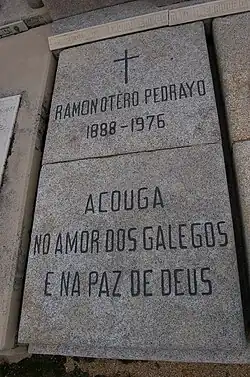 RAMON OTERO PEDRAYO
1888-1976
ACOUGA
NO AMOR DOS GALEGOS
E NA PAZ DE DEUS